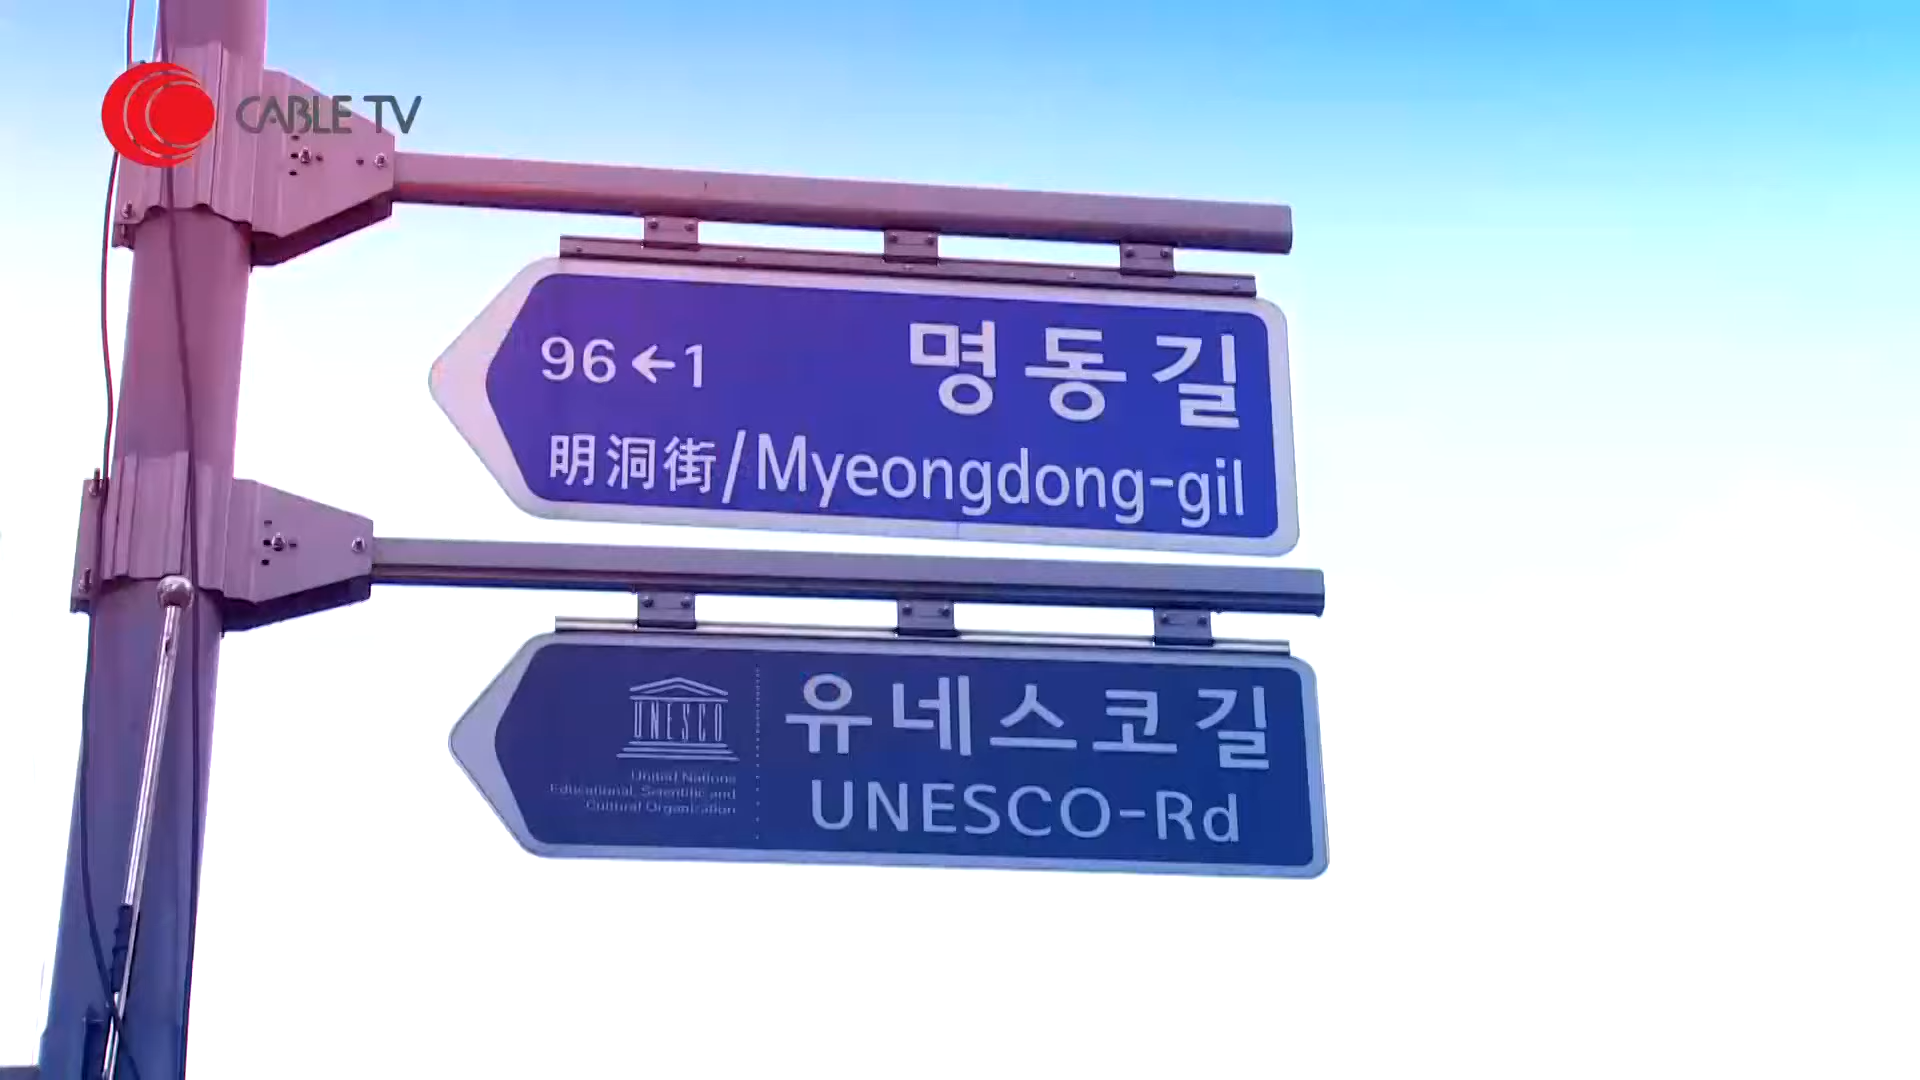 CABLE TV
96←1
명동길
明洞街/Myeongdong-gil
UNESCO
United Nations
Educational, Scientific and
Cultural Organization
유네스코길
UNESCO-Rd